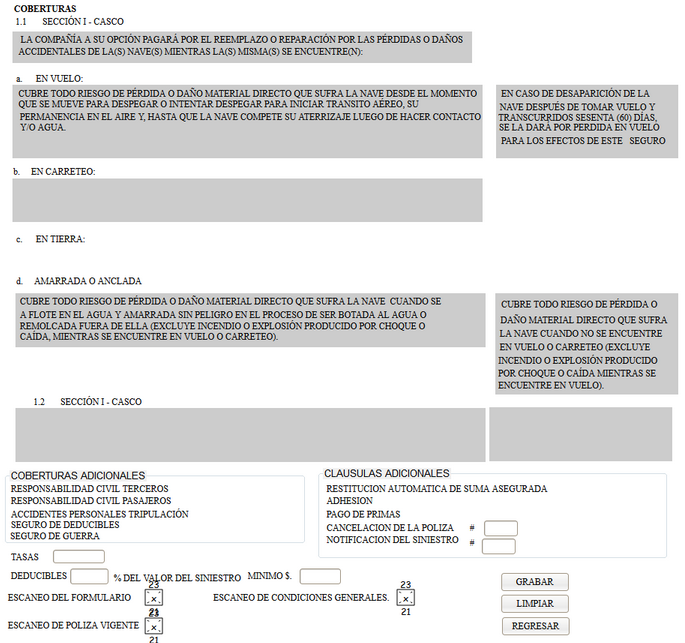 COBERTURAS
1.1 SECCIÓN I - CASCO
LA COMPAÑÍA A SU OPCIÓN PAGARÁ POR EL REEMPLAZO O REPARACIÓN POR LAS PÉRDIDAS O DAÑOS
ACCIDENTALES DE LA(S) NAVE(S) MIENTRAS LA(S) MISMA(S) SE ENCUENTRE(N):
a. EN VUELO:
CUBRE TODO RIESGO DE PÉRDIDA O DAÑO MATERIAL DIRECTO QUE SUFRA LA NAVE DESDE EL MOMENTO
QUE SE MUEVE PARA DESPEGAR O INTENTAR DESPEGAR PARA INICIAR TRANSITO AÉREO, SU
PERMANENCIA EN EL AIRE Y, HASTA QUE LA NAVE COMPETE SU ATERRIZAJE LUEGO DE HACER CONTACTO
Y/O AGUA.
EN CASO DE DESAPARICIÓN DE LA
NAVE DESPUÉS DE TOMAR VUELO Y
TRANSCURRIDOS SESENTA (60) DÍAS,
SE LA DARÁ POR PERDIDA EN VUELO
PARA LOS EFECTOS DE ESTE SEGURO
b. EN CARRETEO:
c. EN TIERRA:
d. AMARRADA O ANCLADA
CUBRE TODO RIESGO DE PÉRDIDA O DAÑO MATERIAL DIRECTO QUE SUFRA LA NAVE CUANDO SE
A FLOTE EN EL AGUA Y AMARRADA SIN PELIGRO EN EL PROCESO DE SER BOTADA AL AGUA O
REMOLCADA FUERA DE ELLA (EXCLUYE INCENDIO O EXPLOSIÓN PRODUCIDO POR CHOQUE O
CAÍDA, MIENTRAS SE ENCUENTRE EN VUELO O CARRETEO).
CUBRE TODO RIESGO DE PÉRDIDA O
DAÑO MATERIAL DIRECTO QUE SUFRA
LA NAVE CUANDO NO SE ENCUENTRE
EN VUELO O CARRETEO (EXCLUYE
INCENDIO O EXPLOSIÓN PRODUCIDO
POR CHOQUE O CAÍDA MIENTRAS SE
ENCUENTRE EN VUELO).
1.2 SECCIÓN I - CASCO
COBERTURAS ADICIONALES
RESPONSABILIDAD CIVIL TERCEROS
RESPONSABILIDAD CIVIL PASAJEROS
ACCIDENTES PERSONALES TRIPULACIÓN
SEGURO DE DEDUCIBLES
SEGURO DE GUERRA
CLAUSULAS ADICIONALES
RESTITUCION AUTOMATICA DE SUMA ASEGURADA
ADHESION
PAGO DE PRIMAS
CANCELACION DE LA POLIZA #
NOTIFICACION DEL SINIESTRO #
TASAS
DEDUCIBLES % DEL VALOR DEL SINIESTRO MINIMO $.
ESCANEO DEL FORMULARIO 23 x 21
ESCANEO DE CONDICIONES GENERALES. 23 x 21
ESCANEO DE POLIZA VIGENTE 23 x 21
GRABAR
LIMPIAR
REGRESAR